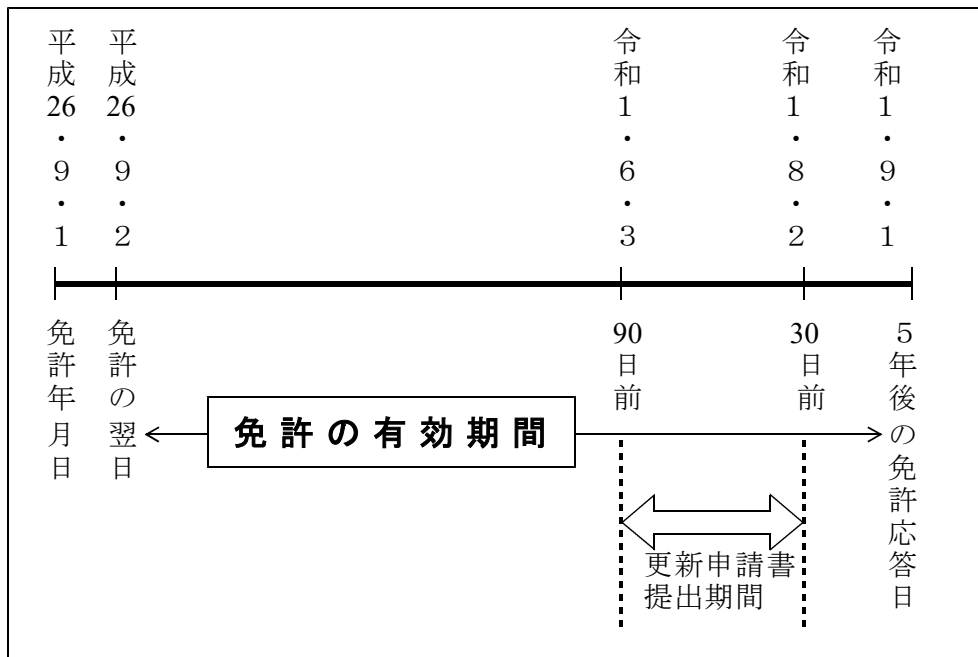 平成26・9・1
平成26・9・2
令和１・６・３
令和１・８・２
令和１・９・１
免許年月日
免許の翌日
90日前
30日前
５年後の免許応答日
免許の有効期間
更新申請書
提出期間